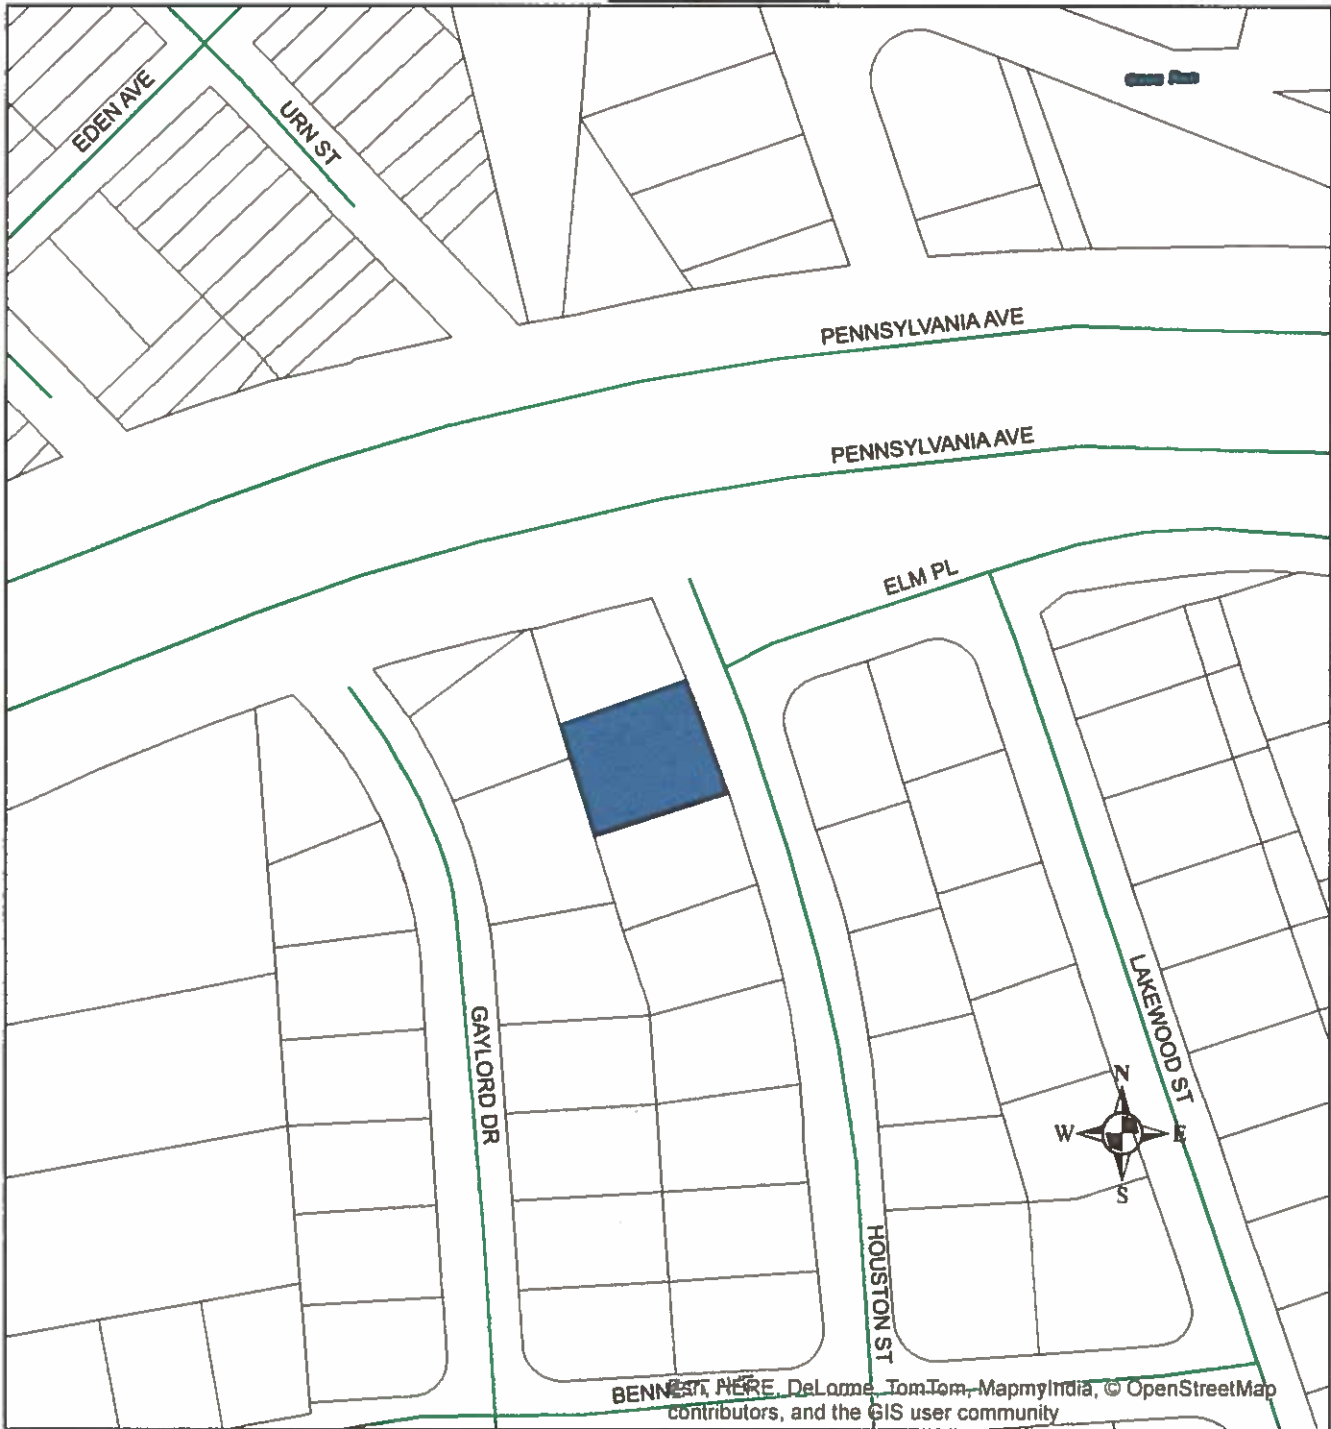 EDEN AVE
URN ST
PENNSYLVANIA AVE
PENNSYLVANIA AVE
ELM PL
GAYLORD DR
LAKEWOOD ST
N
W E
S
HOUSTON ST
Esri, HERE, DeLorme, TomTom, MapmyIndia, © OpenStreetMap
contributors, and the GIS user community